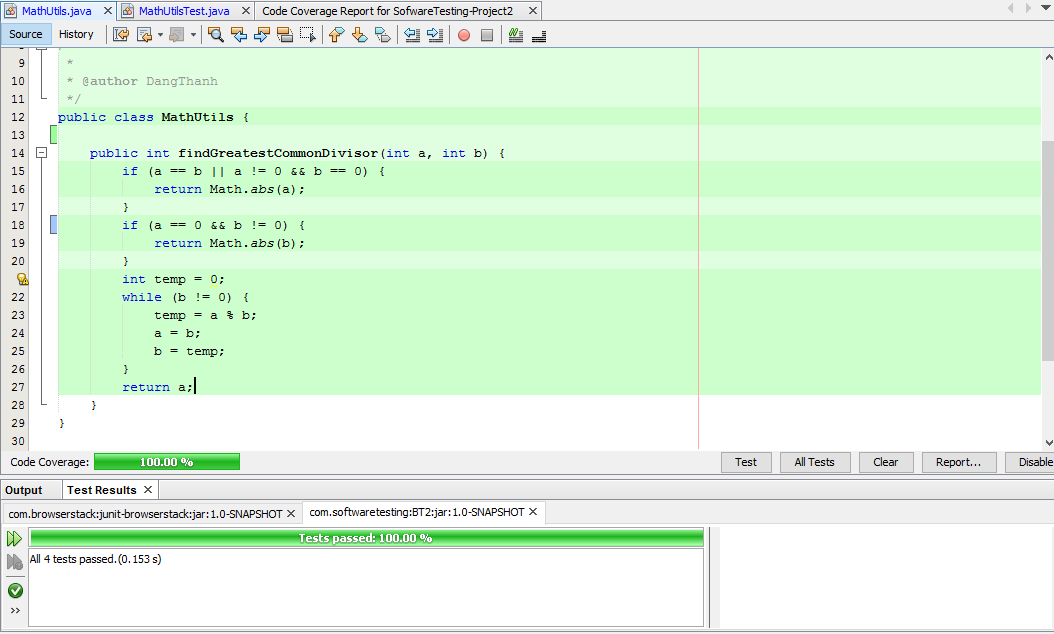 MathUtils.java MathUtilsTest.java Code Coverage Report for SofwareTesting-Project2
Source History
9 *
10 * @author DangThanh
11 */
12 public class MathUtils {
13
14 public int findGreatestCommonDivisor(int a, int b) {
15 if (a == b || a != 0 && b == 0) {
16 return Math.abs(a);
17 }
18 if (a == 0 && b != 0) {
19 return Math.abs(b);
20 }
int temp = 0;
22 while (b != 0) {
23 temp = a % b;
24 a = b;
25 b = temp;
26 }
27 return a;
28 }
29 }
30
Code Coverage: 100.00 % Test All Tests Clear Report... Disable
Output Test Results
com.browserstack:junit-browserstack:jar:1.0-SNAPSHOT com.softwaretesting:BT2:jar:1.0-SNAPSHOT
Tests passed: 100.00 %
All 4 tests passed.(0.153 s)
>>